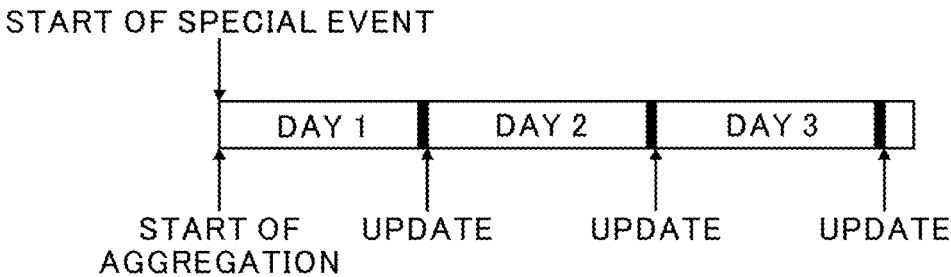 START OF SPECIAL EVENT
DAY 1 DAY 2 DAY 3
START OF UPDATE UPDATE UPDATE
AGGREGATION